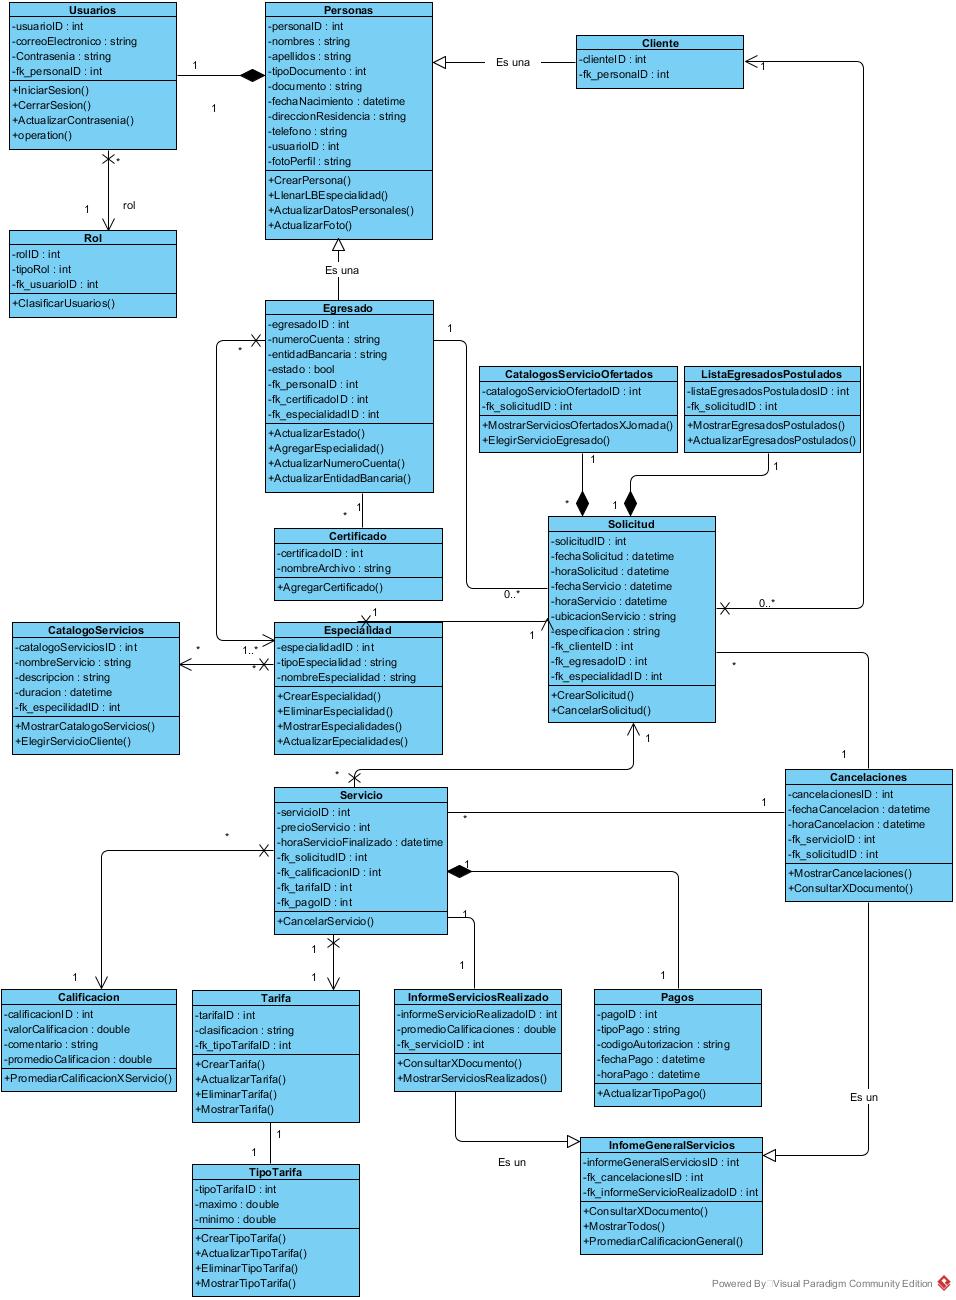 Usuarios
-usuarioID : int
-correoElectronico : string
-Contrasenia : string
-fk_personaID : int
+IniciarSesion()
+CerrarSesion()
+ActualizarContrasenia()
+operation()
1
1
Personas
-personaID : int
-nombres : string
-apellidos : string
-tipoDocumento : int
-documento : string
-fechaNacimiento : datetime
-direccionResidencia : string
-telefono : string
-usuarioID : int
-fotoPerfil : string
+CrearPersona()
+LlenarLBEspecialidad()
+ActualizarDatosPersonales()
+ActualizarFoto()
Es una
Cliente
-clienteID : int
-fk_personaID : int
1
*
1
rol
Rol
-rolID : int
-tipoRol : int
-fk_usuarioID : int
+ClasificarUsuarios()
Es una
Egresado
-egresadoID : int
-numeroCuenta : string
-entidadBancaria : string
-estado : bool
-fk_personaID : int
-fk_certificadoID : int
-fk_especialidadID : int
+ActualizarEstado()
+AgregarEspecialidad()
+ActualizarNumeroCuenta()
+ActualizarEntidadBancaria()
*
1
CatalogosServicioOfertados
-catalogoServicioOfertadoID : int
-fk_solicitudID : int
+MostrarServiciosOfertadosXJornada()
+ElegirServicioEgresado()
ListaEgresadosPostulados
-listaEgresadosPostuladosID : int
-fk_solicitudID : int
+MostrarEgresadosPostulados()
+ActualizarEgresadosPostulados()
1
1
*
1
1
*
Certificado
-certificadoID : int
-nombreArchivo : string
+AgregarCertificado()
Solicitud
-solicitudID : int
-fechaSolicitud : datetime
-horaSolicitud : datetime
-fechaServicio : datetime
-horaServicio : datetime
-ubicacionServicio : string
-especificacion : string
-fk_clienteID : int
-fk_egresadoID : int
-fk_especialidadID : int
+CrearSolicitud()
+CancelarSolicitud()
0..*
0..*
1
1
*
1
CatalogoServicios
-catalogoServiciosID : int
-nombreServicio : string
-descripcion : string
-duracion : datetime
-fk_especilidadID : int
+MostrarCatalogoServicios()
+ElegirServicioCliente()
*
1..*
*
Especialidad
-especialidadID : int
-tipoEspecialidad : string
-nombreEspecialidad : string
+CrearEspecialidad()
+EliminarEspecialidad()
+MostrarEspecialidades()
+ActualizarEpecialidades()
1
*
Servicio
-servicioID : int
-precioServicio : int
-horaServicioFinalizado : datetime
-fk_solicitudID : int
-fk_calificacionID : int
-fk_tarifaID : int
-fk_pagoID : int
+CancelarServicio()
*
1
Cancelaciones
-cancelacionesID : int
-fechaCancelacion : datetime
-horaCancelacion : datetime
-fk_servicioID : int
-fk_solicitudID : int
+MostrarCancelaciones()
+ConsultarXDocumento()
*
1
1
1
1
1
1
1
Calificacion
-calificacionID : int
-valorCalificacion : double
-comentario : string
-promedioCalificacion : double
+PromediarCalificacionXServicio()
Tarifa
-tarifaID : int
-clasificacion : string
-fk_tipoTarifaID : int
+CrearTarifa()
+ActualizarTarifa()
+EliminarTarifa()
+MostrarTarifa()
InformeServiciosRealizado
-informeServicioRealizadoID : int
-promedioCalificaciones : double
-fk_servicioID : int
+ConsultarXDocumento()
+MostrarServiciosRealizados()
Pagos
-pagoID : int
-tipoPago : string
-codigoAutorizacion : string
-fechaPago : datetime
-horaPago : datetime
+ActualizarTipoPago()
Es un
1
1
Es un
TipoTarifa
-tipoTarifaID : int
-maximo : double
-minimo : double
+CrearTipoTarifa()
+ActualizarTipoTarifa()
+EliminarTipoTarifa()
+MostrarTipoTarifa()
InfomeGeneralServicios
-informeGeneralServiciosID : int
-fk_cancelacionesID : int
-fk_informeServicioRealizadoID : int
+ConsultarXDocumento()
+MostrarTodos()
+PromediarCalificacionGeneral()
Powered By Visual Paradigm Community Edition